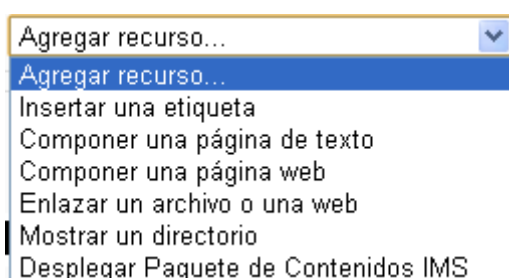 Agregar recurso...
Agregar recurso...
Insertar una etiqueta
Componer una página de texto
Componer una página web
Enlazar un archivo o una web
Mostrar un directorio
Desplegar Paquete de Contenidos IMS